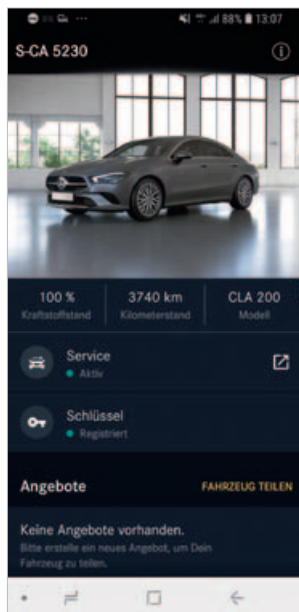 88% 13:07
S-CA 5230
100 % 3740 km CLA 200
Kraftstoffstand Kilometerstand Modell
Service
Aktiv
Schlüssel
Registriert
Angebote FAHRZEUG TEILEN
Keine Angebote vorhanden.
Bitte erstelle ein neues Angebot, um Dein
Fahrzeug zu teilen.